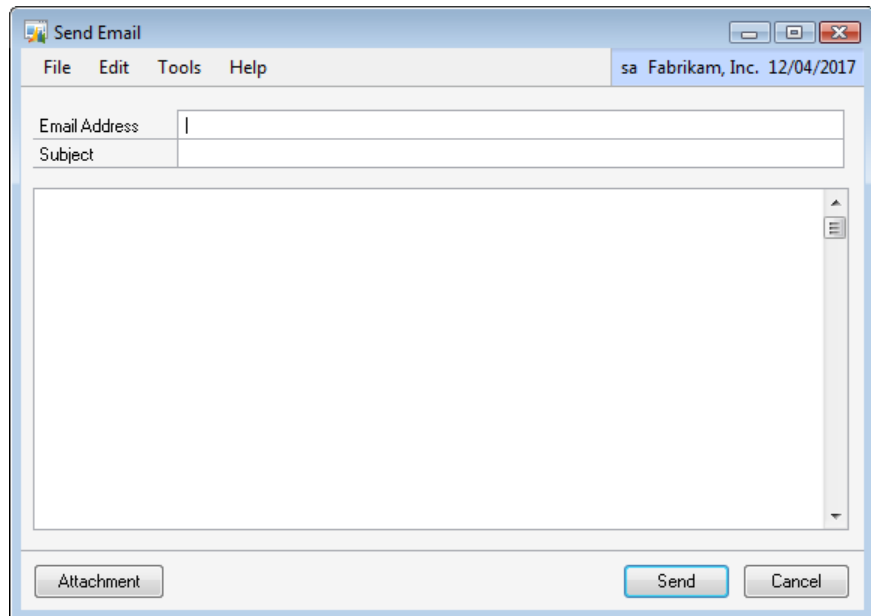 Send Email
File Edit Tools Help sa Fabrikam, Inc. 12/04/2017
Email Address
Subject
Attachment Send Cancel